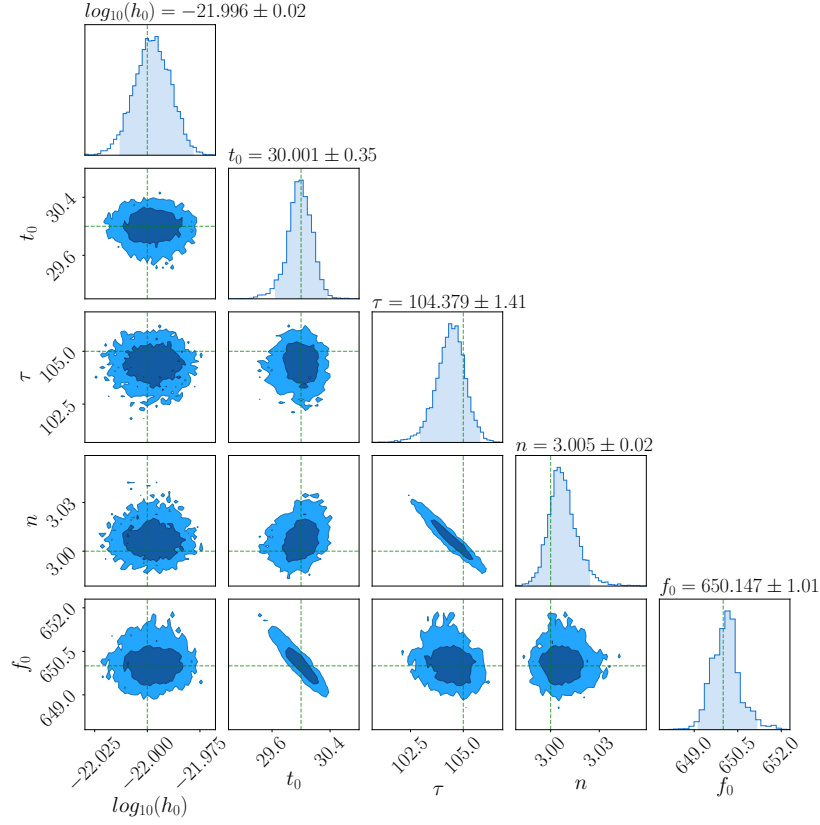 log₁₀(h₀) = −21.996 ± 0.02
t₀ = 30.001 ± 0.35
t₀
30.4
29.6
τ = 104.379 ± 1.41
τ
105.0
102.5
n = 3.005 ± 0.02
n
3.03
3.00
f₀ = 650.147 ± 1.01
f₀
652.0
650.5
649.0
−22.025 −22.000 −21.975 29.6 30.4 102.5 105.0 3.00 3.03 649.0 650.5 652.0
log₁₀(h₀) t₀ τ n f₀